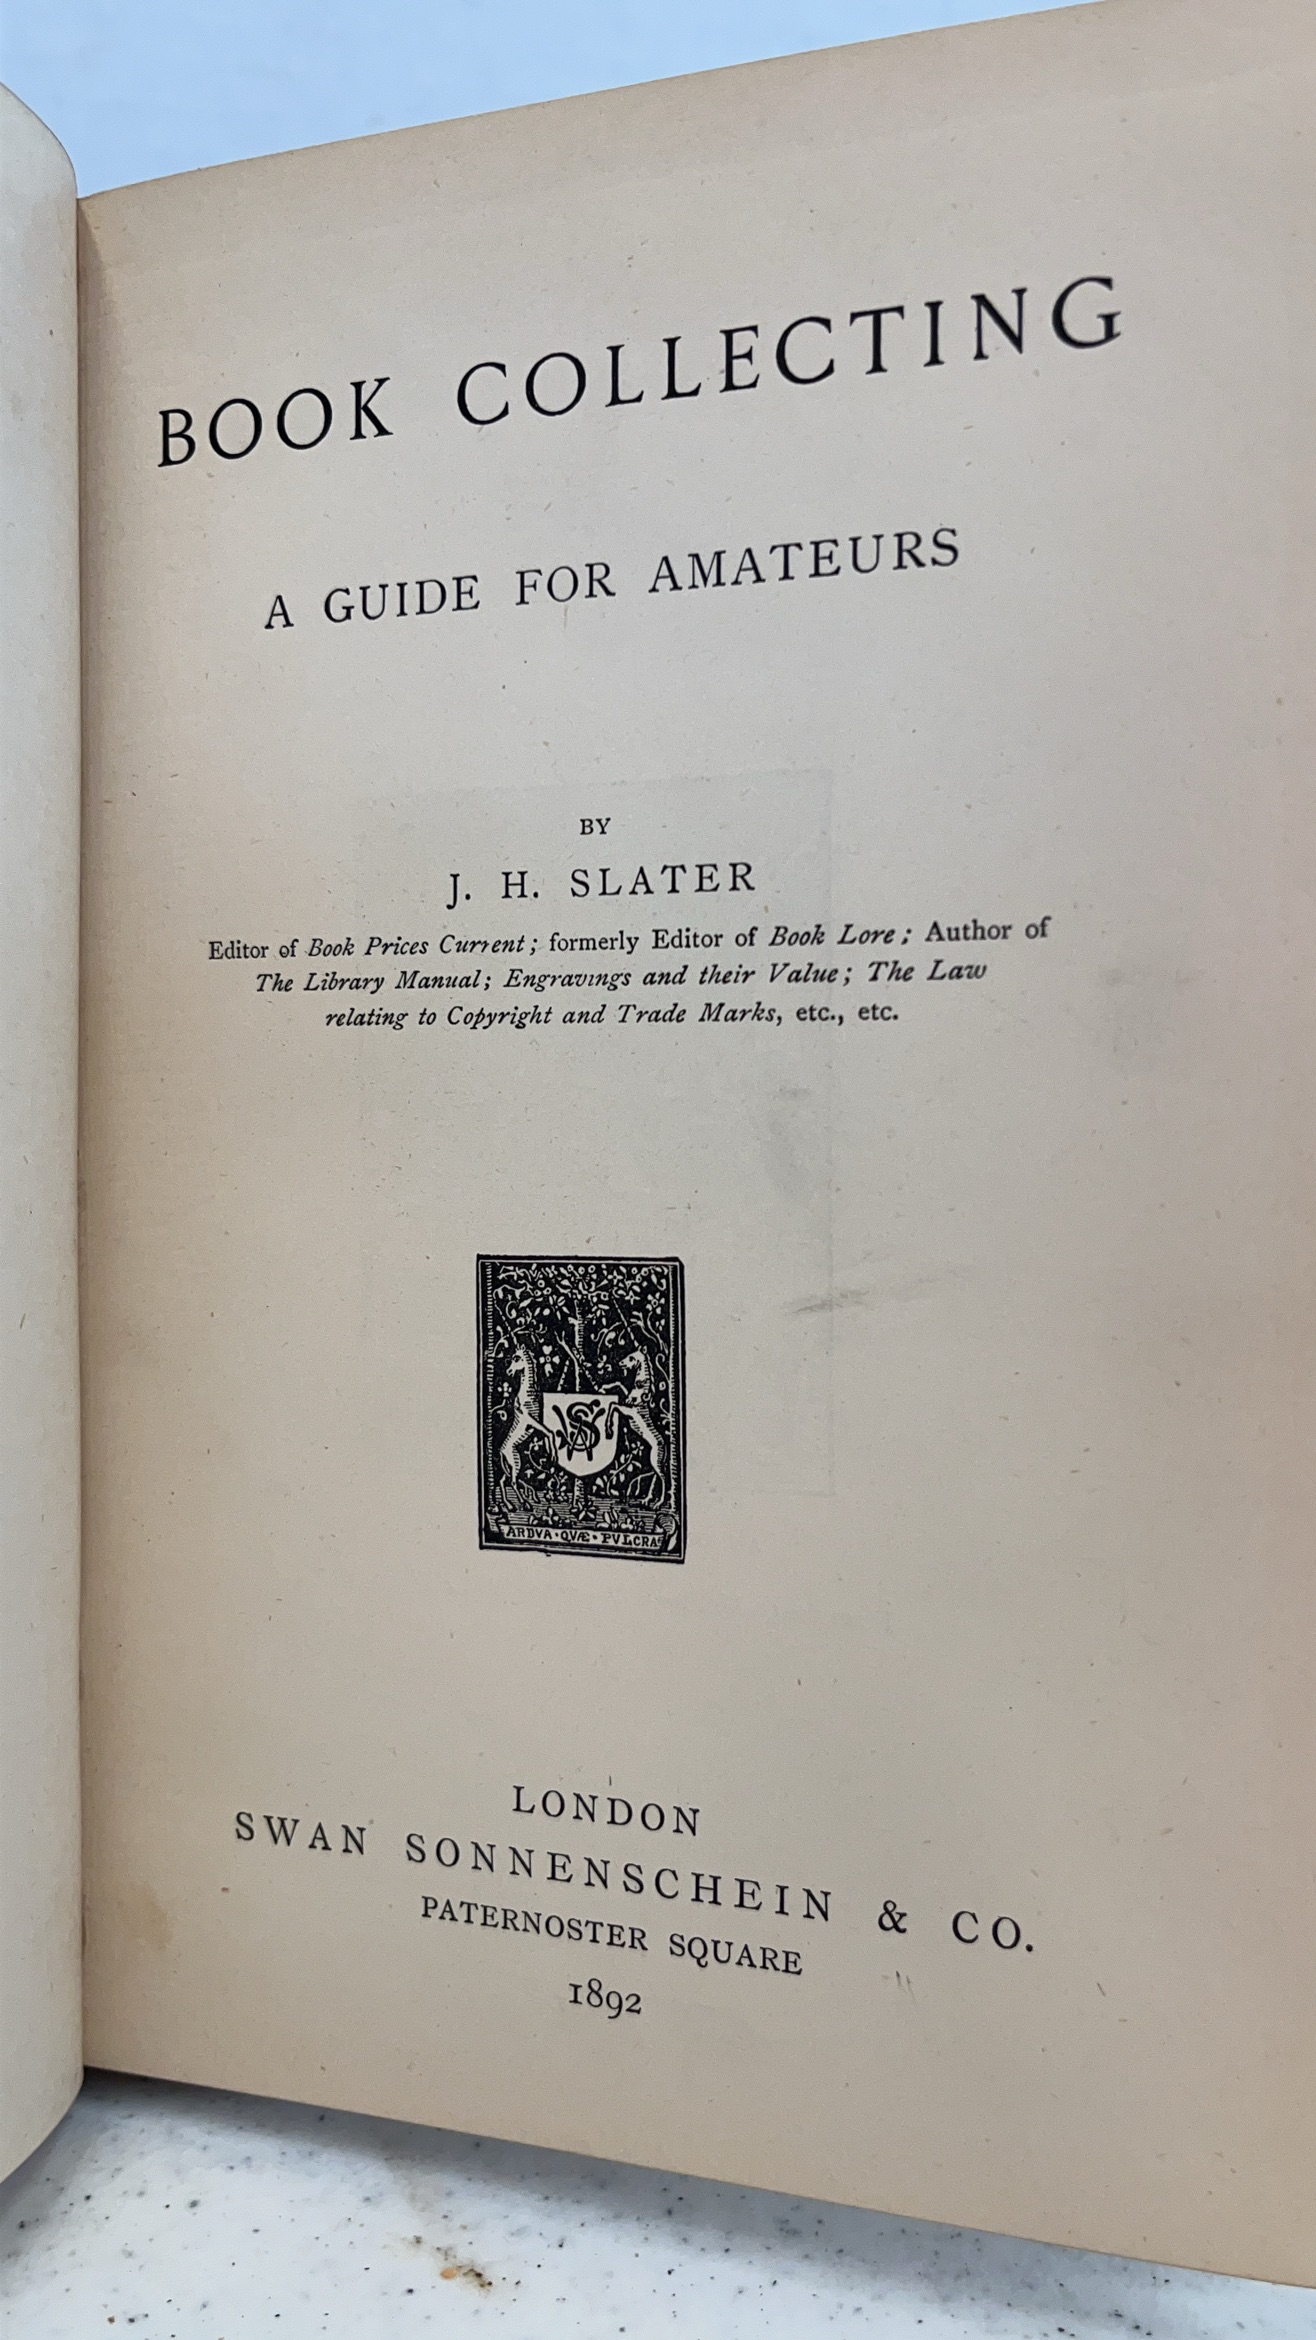 BOOK COLLECTING
A GUIDE FOR AMATEURS
BY
J. H. SLATER
Editor of Book Prices Current; formerly Editor of Book Lore; Author of
The Library Manual; Engravings and their Value; The Law
relating to Copyright and Trade Marks, etc., etc.
ARDVA · QVÆ · PVLCRA
LONDON
SWAN SONNENSCHEIN & CO.
PATERNOSTER SQUARE
1892